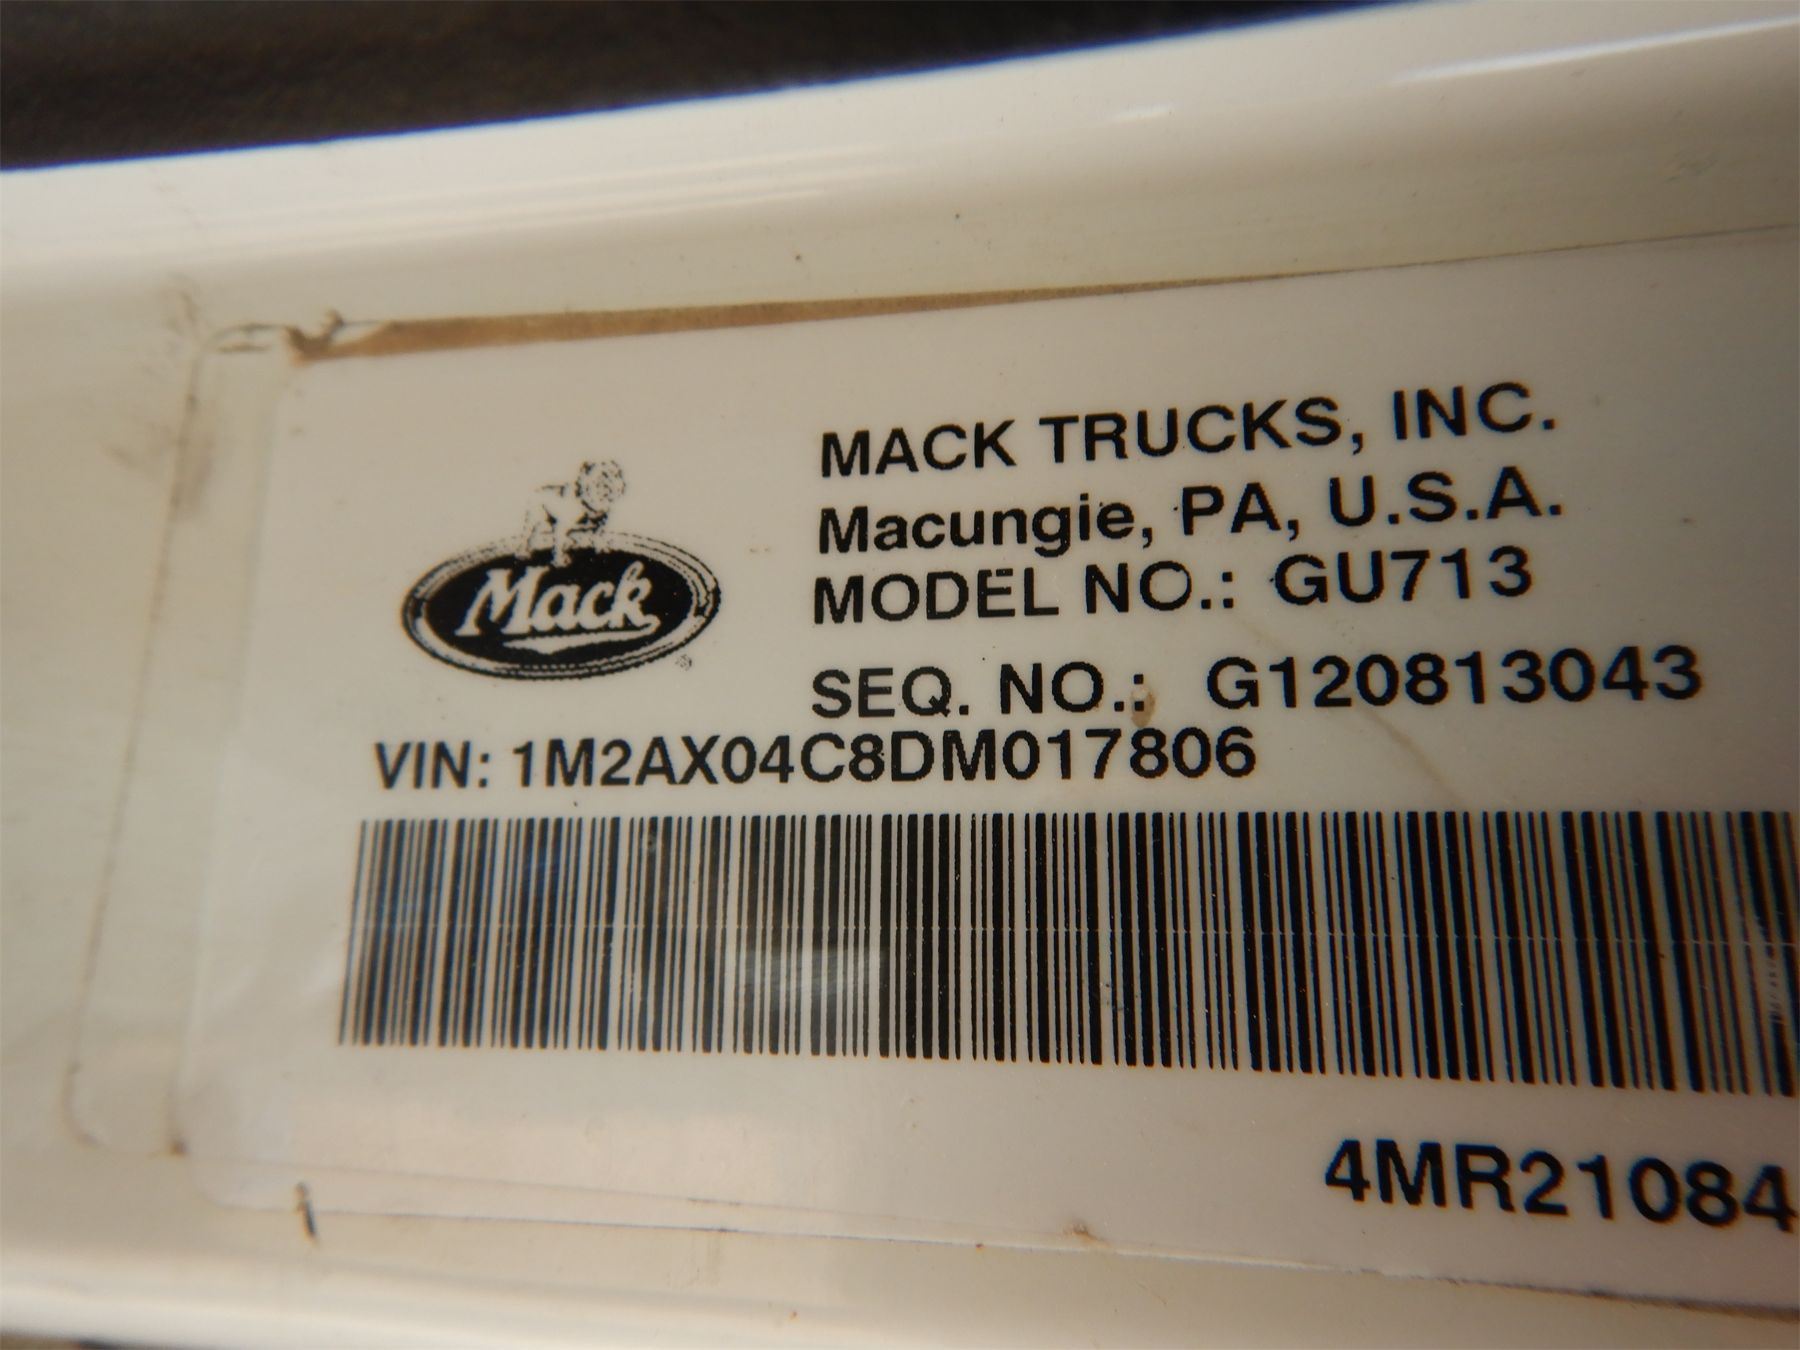 MACK TRUCKS, INC.
Macungie, PA, U.S.A.
Mack
MODEL NO.: GU713
SEQ. NO.: G120813043
VIN: 1M2AX04C8DM017806
4MR21084